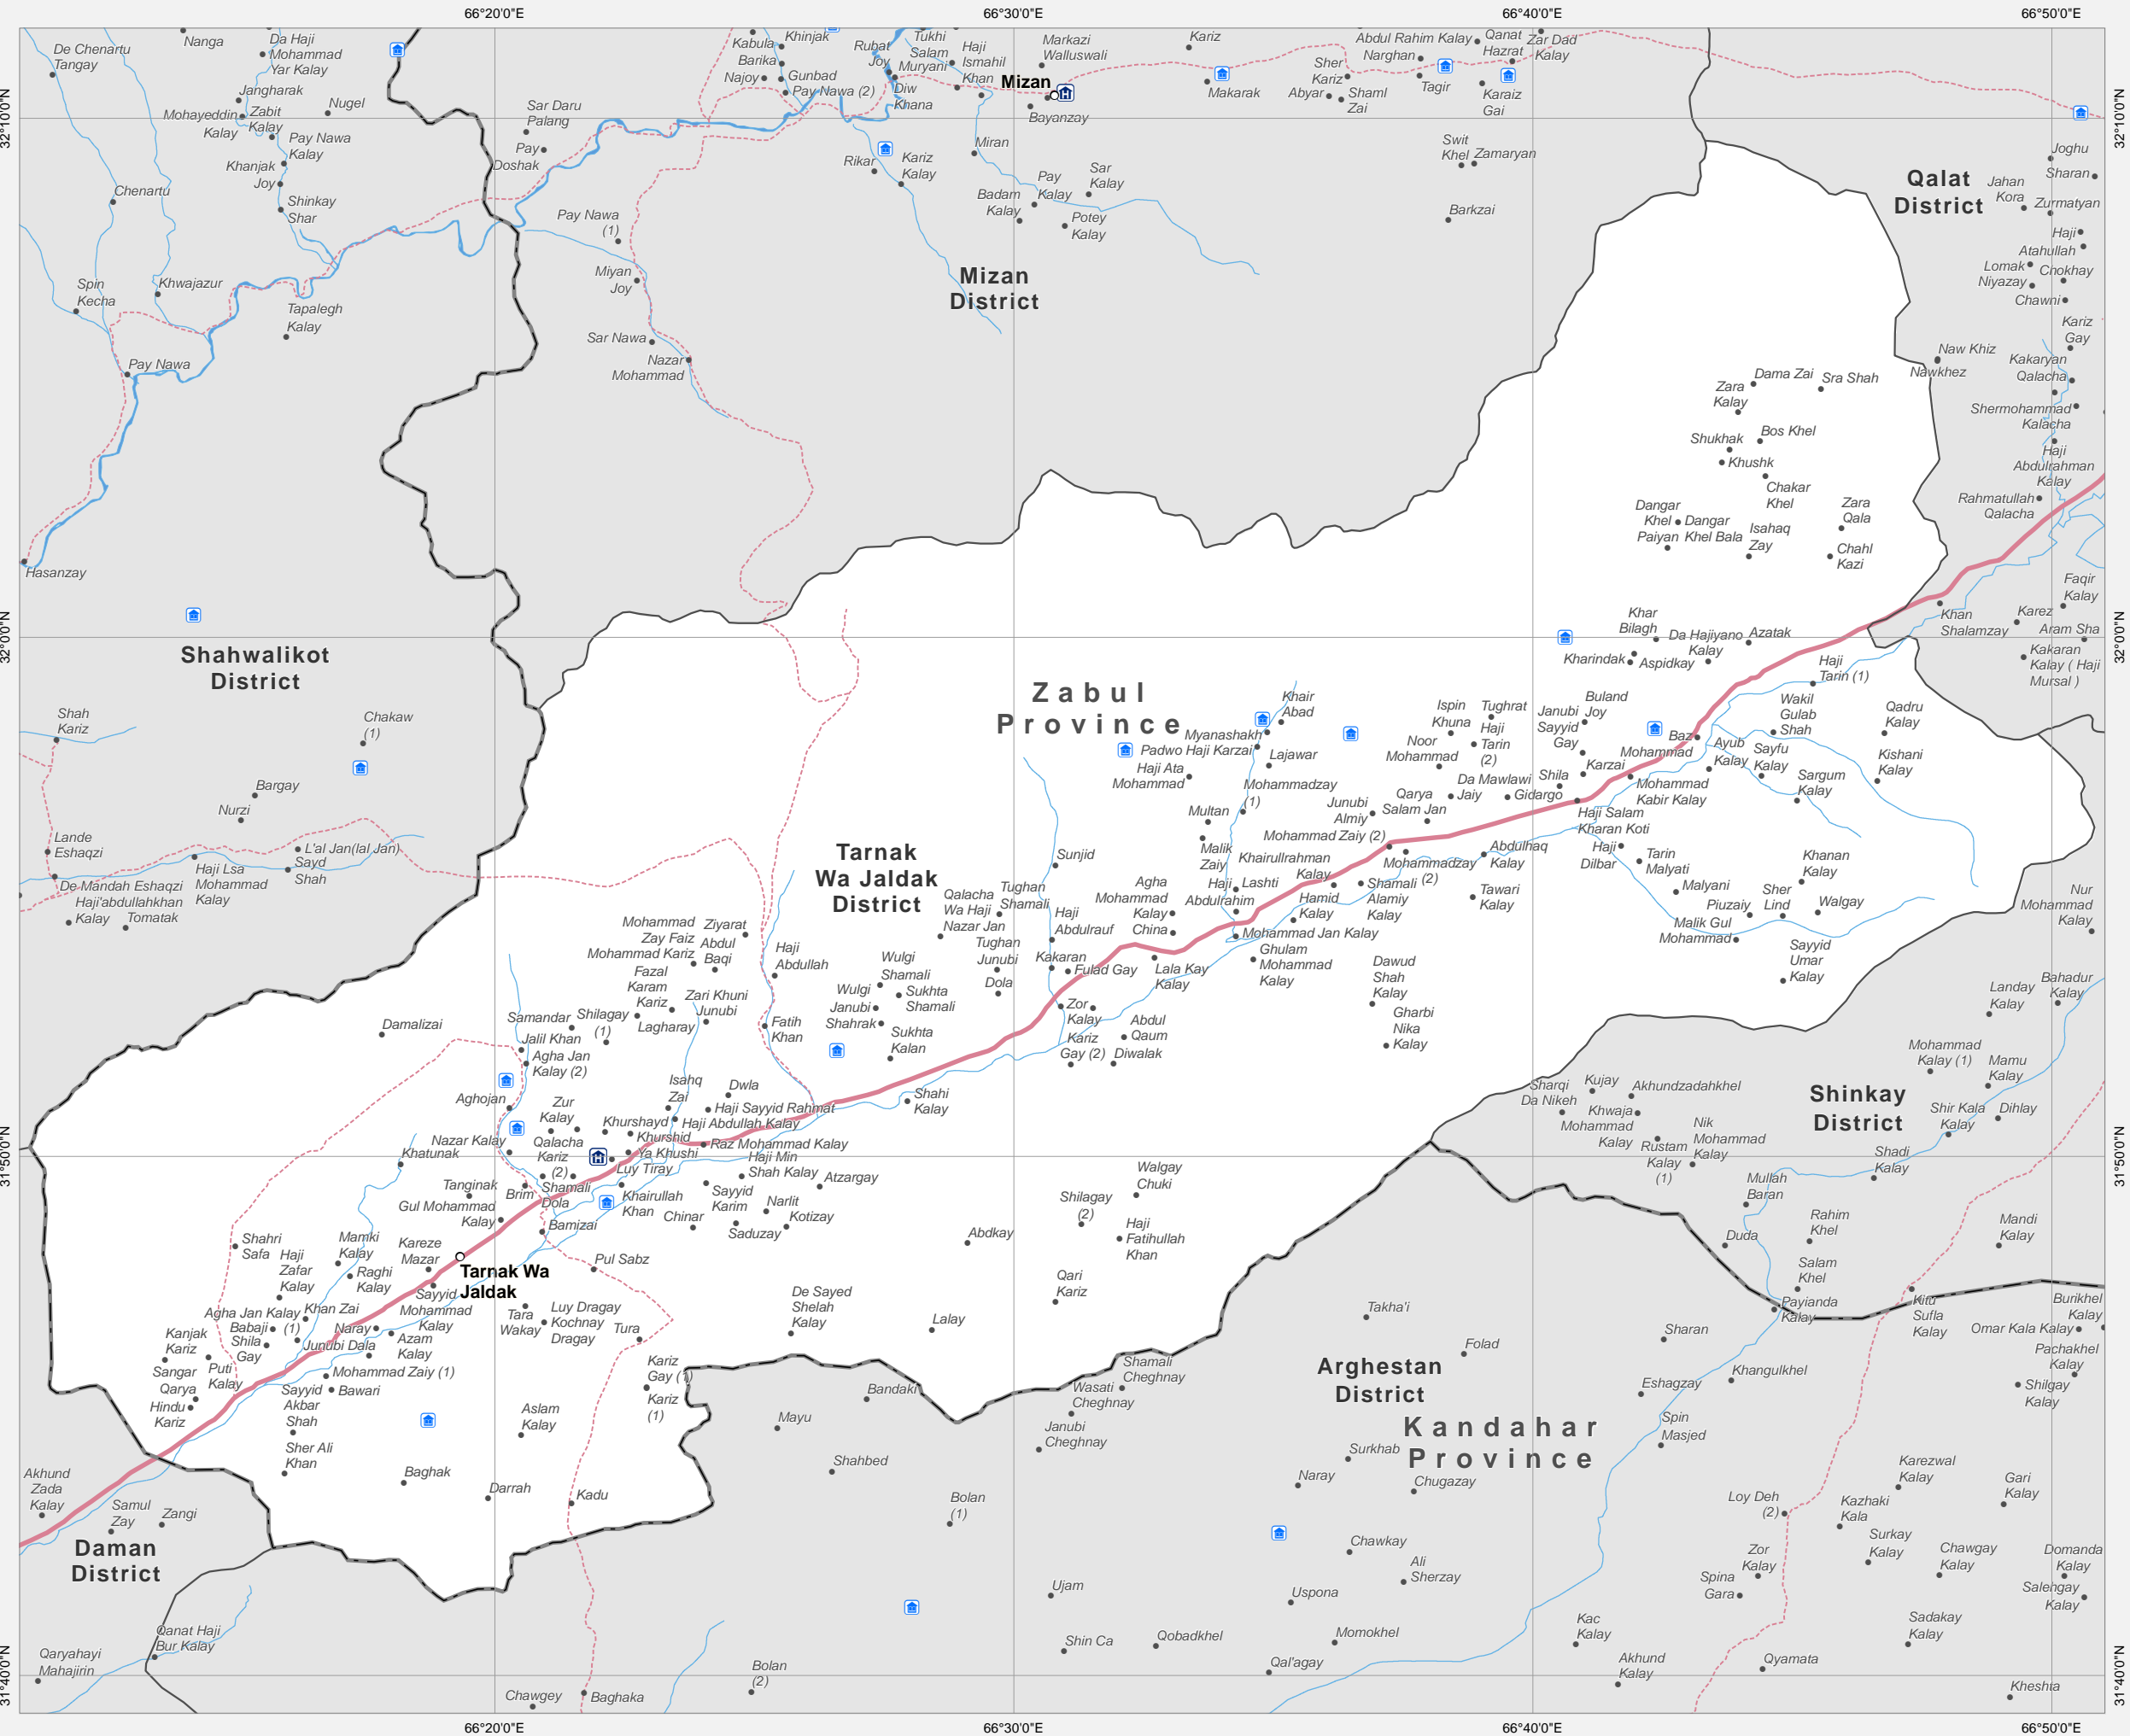 66°20'0"E
66°30'0"E
66°40'0"E
66°50'0"E
De Chenartu
Tangay
Nanga
Da Haji
Mohammad
Yar Kalay
Jangharak
Mohayeddin
Kalay
Zabit
Kalay
Nugel
Pay Nawa
Kalay
Khanjak
Joy
Shinkay
Shar
Chenartu
Spin
Kecha
Khwajazur
Tapalegh
Kalay
Pay Nawa
Hasanzay
Sar Daru
Palang
Pay
Doshak
Kabula
Barika
Najoy
Khinjak
Gunbad
Pay Nawa (2)
Rubat
Joy
Tukhi
Salam
Muryani
Diw
Khana
Haji
Ismahil
Khan
Markazi
Walluswali
Mizan
Bayanzay
Kariz
Makarak
Sher
Kariz
Abyar
Shaml
Zai
Abdul Rahim Kalay
Narghan
Tagir
Qanat
Hazrat
Karaiz
Gai
Zar Dad
Kalay
32°10'0"N
32°10'0"N
Rikar
Kariz
Kalay
Miran
Badam
Kalay
Pay
Kalay
Sar
Kalay
Potey
Kalay
Swit
Khel
Zamaryan
Barkzai
Pay Nawa
(1)
Miyan
Joy
Sar Nawa
Nazar
Mohammad
Mizan
District
Qalat
District
Joghu
Sharan
Jahan
Kora
Zurmatyan
Haji
Atahullah
Lomak
Niyazay
Chokhay
Chawni
Kariz
Gay
Naw Khiz
Nawkhez
Kakaryan
Qalacha
Shermohammad
Kalacha
Haji
Abdulrahman
Kalay
Rahmatullah
Qalacha
Dama Zai
Sra Shah
Zara
Kalay
Shukhak
Bos Khel
Khushk
Chakar
Khel
Dangar
Khel
Paiyan
Dangar
Khel Bala
Isahaq
Zay
Zara
Qala
Chahl
Kazi
Faqir
Kalay
Khan
Shalamzay
Karez
Aram Sha
Kakaran
Kalay ( Haji
Mursal )
32°0'0"N
32°0'0"N
Khar
Bilagh
Kharindak
Aspidkay
Da Hajiyano
Kalay
Azatak
Haji
Tarin (1)
Shahwalikot
District
Shah
Kariz
Chakaw
(1)
Bargay
Nurzi
Lande
Eshaqzi
L'al Jan(lal Jan)
Sayd
Shah
Haji Lsa
Mohammad
Kalay
De Mandah Eshaqzi
Haji'abdullahkhan
Kalay
Tomatak
Zabul
Province
Khair
Abad
Myanashakh
Padwo Haji Karzai
Lajawar
Haji Ata
Mohammad
Mohammadzay
(1)
Multan
Malik
Zaiy
Ispin
Khuna
Tughrat
Haji
Tarin
(2)
Noor
Mohammad
Da Mawlawi
Jaiy
Gidargo
Qarya
Salam Jan
Junubi
Almiy
Mohammad Zaiy (2)
Mohammadzay
(2)
Abdulhaq
Kalay
Tawari
Kalay
Buland
Joy
Janubi
Sayyid
Gay
Karzai
Shila
Baz
Mohammad
Mohammad
Kabir Kalay
Ayub
Kalay
Wakil
Gulab
Shah
Sayfu
Kalay
Sargum
Kalay
Qadru
Kalay
Kishani
Kalay
Haji Salam
Kharan Koti
Haji
Dilbar
Tarin
Malyati
Malyani
Khanan
Kalay
Sher
Lind
Piuzaiy
Walgay
Malik Gul
Mohammad
Sayyid
Umar
Kalay
Nur
Mohammad
Kalay
Tarnak
Wa Jaldak
District
Sunjid
Qalacha
Wa Haji
Nazar Jan
Tughan
Shamali
Haji
Abdulrauf
Tughan
Junubi
Dola
Kakaran
Fulad Gay
Agha
Mohammad
Kalay
China
Haji
Abdulrahim
Lashti
Khairullrahman
Kalay
Hamid
Kalay
Shamali
Alamiy
Kalay
Mohammad Jan Kalay
Ghulam
Mohammad
Kalay
Lala Kay
Kalay
Dawud
Shah
Kalay
Gharbi
Nika
Kalay
Zor
Kalay
Kariz
Gay (2)
Abdul
Qaum
Diwalak
Mohammad
Zay Faiz
Mohammad Kariz
Ziyarat
Abdul
Baqi
Haji
Abdullah
Fazal
Karam
Kariz
Zari Khuni
Junubi
Lagharay
Shilagay
(1)
Samandar
Jalil Khan
Agha Jan
Kalay (2)
Damalizai
Fatih
Khan
Wulgi
Shamali
Wulgi
Janubi
Shahrak
Sukhta
Shamali
Sukhta
Kalan
Shahi
Kalay
Isahq
Zai
Dwla
Haji Sayyid Rahmat
Haji Abdullah Kalay
Aghojan
Zur
Kalay
Khurshayd
Khurshid
Raz Mohammad Kalay
Nazar Kalay
Khatunak
Qalacha
Kariz
(2)
Ya Khushi
Luy Tiray
Haji Min
Shah Kalay
Atzargay
Tanginak
Brim
Shamali
Dola
Gul Mohammad
Kalay
Khairullah
Khan
Chinar
Sayyid
Karim
Narlit
Kotizay
Saduzay
Bamizai
Pul Sabz
31°50'0"N
31°50'0"N
Landay
Kalay
Bahadur
Kalay
Mohammad
Kalay (1)
Mamu
Kalay
Shinkay
District
Sharqi
Da Nikeh
Kujay
Akhundzadahkhel
Khwaja
Mohammad
Kalay
Rustam
Kalay
(1)
Nik
Mohammad
Kalay
Shir Kala
Kalay
Dihlay
Shadi
Kalay
Mullah
Baran
Duda
Rahim
Khel
Salam
Khel
Mandi
Kalay
Payianda
Kalay
Kitu
Sufla
Kalay
Burikhel
Kalay
Omar Kala Kalay
Pachakhel
Kalay
Shilgay
Kalay
Walgay
Chuki
Shilagay
(2)
Haji
Fatihullah
Khan
Abdkay
Qari
Kariz
Lalay
De Sayed
Shelah
Kalay
Shahri
Safa
Haji
Zafar
Kalay
Mamki
Kalay
Raghi
Kalay
Kareze
Mazar
Tarnak Wa
Jaldak
Sayyid
Mohammad
Kalay
Agha Jan Kalay
(1)
Babaji
Shila
Gay
Khan Zai
Naray
Junubi Dala
Azam
Kalay
Tara
Wakay
Luy Dragay
Kochnay
Dragay
Tura
Kanjak
Kariz
Sangar
Puti
Kalay
Qarya
Hindu
Kariz
Mohammad Zaiy (1)
Bawari
Sayyid
Akbar
Shah
Sher Ali
Khan
Kariz
Gay (1)
Kariz
(1)
Aslam
Kalay
Baghak
Darrah
Kadu
Takha'i
Folad
Sharan
Khangulkhel
Eshagzay
Spin
Masjed
Arghestan
District
Kandahar
Province
Shamali
Cheghnay
Wasati
Cheghnay
Janubi
Cheghnay
Bandaki
Mayu
Shahbed
Bolan
(1)
Surkhab
Naray
Chugazay
Chawkay
Ali
Sherzay
Uspona
Ujam
Shin Ca
Qobadkhel
Momokhel
Qal'agay
Bolan
(2)
Akhund
Zada
Kalay
Samul
Zay
Zangi
Daman
District
Qanat Haji
Bur Kalay
Qaryahayi
Mahajirin
Chawgey
Baghaka
Loy Deh
(2)
Karezwal
Kalay
Kazhaki
Kala
Gari
Kalay
Surkay
Kalay
Chawgay
Kalay
Domanda
Kalay
Zor
Kalay
Spina
Gara
Salengay
Kalay
Kac
Kalay
Sadakay
Kalay
Akhund
Kalay
Qyamata
Kheshia
31°40'0"N
31°40'0"N
66°20'0"E
66°30'0"E
66°40'0"E
66°50'0"E